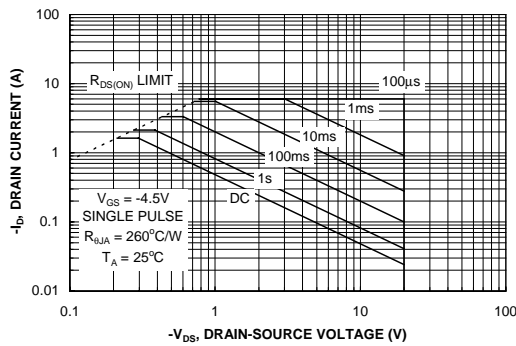 100
10
1
0.1
0.01
-I_D, DRAIN CURRENT (A)
R_DS(ON) LIMIT
100µs
1ms
10ms
100ms
1s
DC
V_GS = -4.5V
SINGLE PULSE
R_θJA = 260°C/W
T_A = 25°C
0.1
1
10
100
-V_DS, DRAIN-SOURCE VOLTAGE (V)